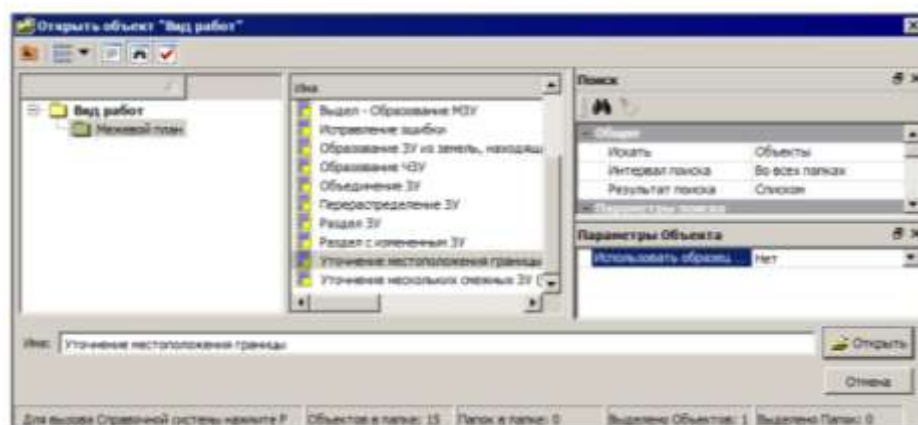 Открыть объект "Вид работ"
Вид работ
Межевой план
Имя
Выдел - Образование МЗУ
Исправление ошибки
Образование ЗУ из земель, находящ
Образование ЧЗУ
Объединение ЗУ
Перераспределение ЗУ
Раздел ЗУ
Раздел с измененным ЗУ
Уточнение местоположения границы
Уточнение нескольких смежных ЗУ (
Поиск
Общие
Искать Объекты
Интервал поиска Во всех папках
Результат поиска Списком
Параметры поиска
Параметры Объекта
Использовать образец Нет
Имя: Уточнение местоположения границы
Открыть
Отмена
Для вызова Справочной системы нажмите F
Объектов в папке: 15
Папок в папке: 0
Выделено Объектов: 1
Выделено Папок: 0